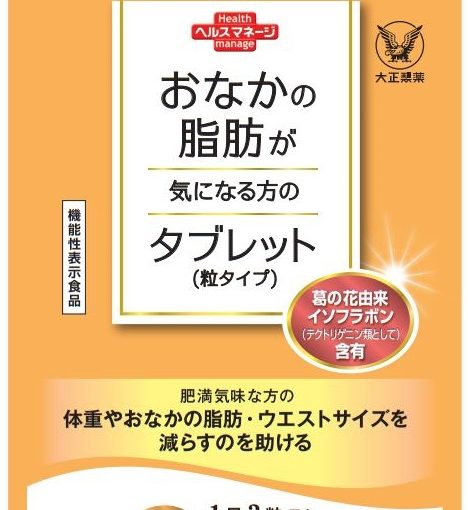 Health
ヘルスマネージ
manage
大正製薬
おなかの
脂肪が
気になる方の
タブレット
(粒タイプ)
機能性表示食品
葛の花由来
イソフラボン
(テクトリゲニン類として)
含有
肥満気味な方の
体重やおなかの脂肪・ウエストサイズを
減らすのを助ける